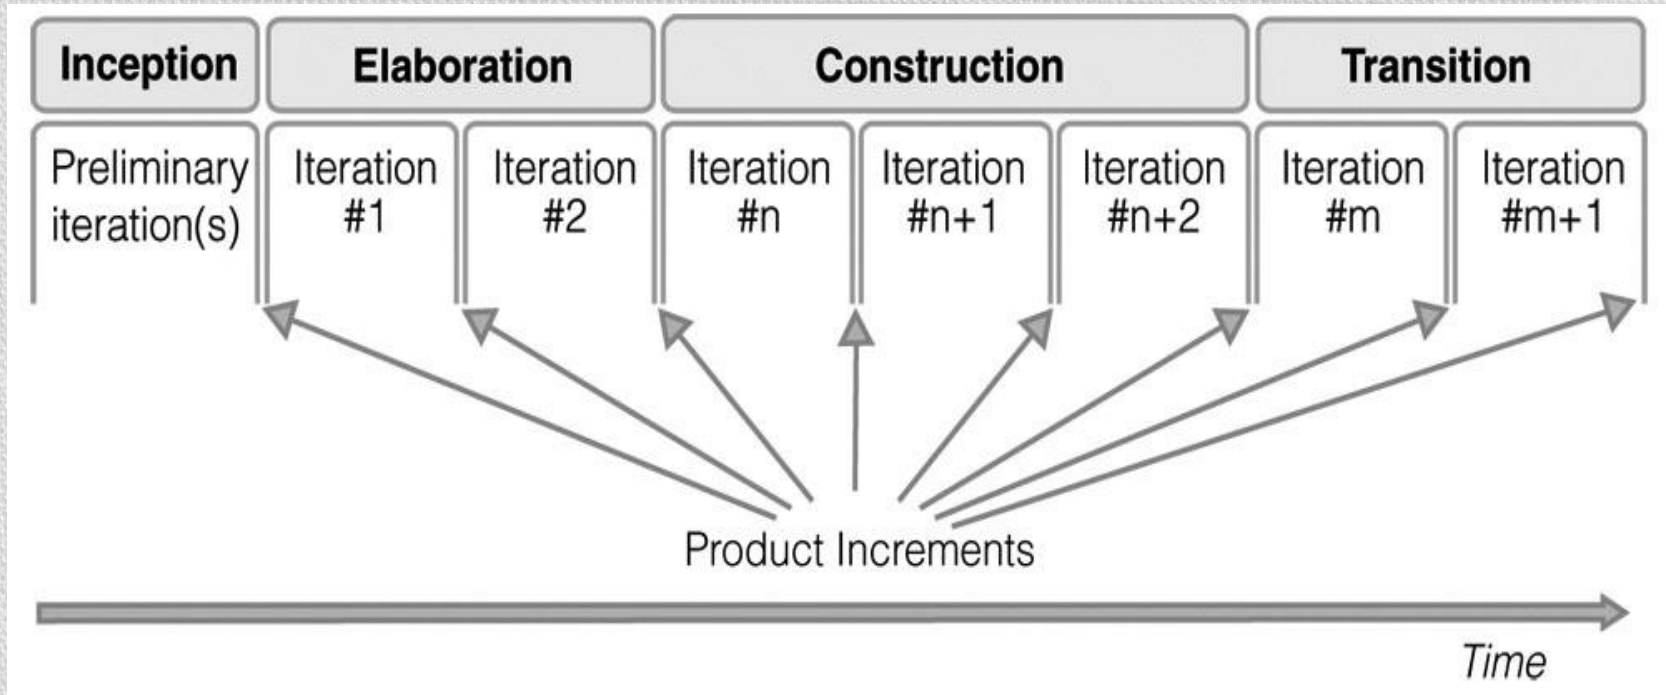 Inception
Elaboration
Construction
Transition
Preliminary
iteration(s)
Iteration
#1
Iteration
#2
Iteration
#n
Iteration
#n+1
Iteration
#n+2
Iteration
#m
Iteration
#m+1
Product Increments
Time